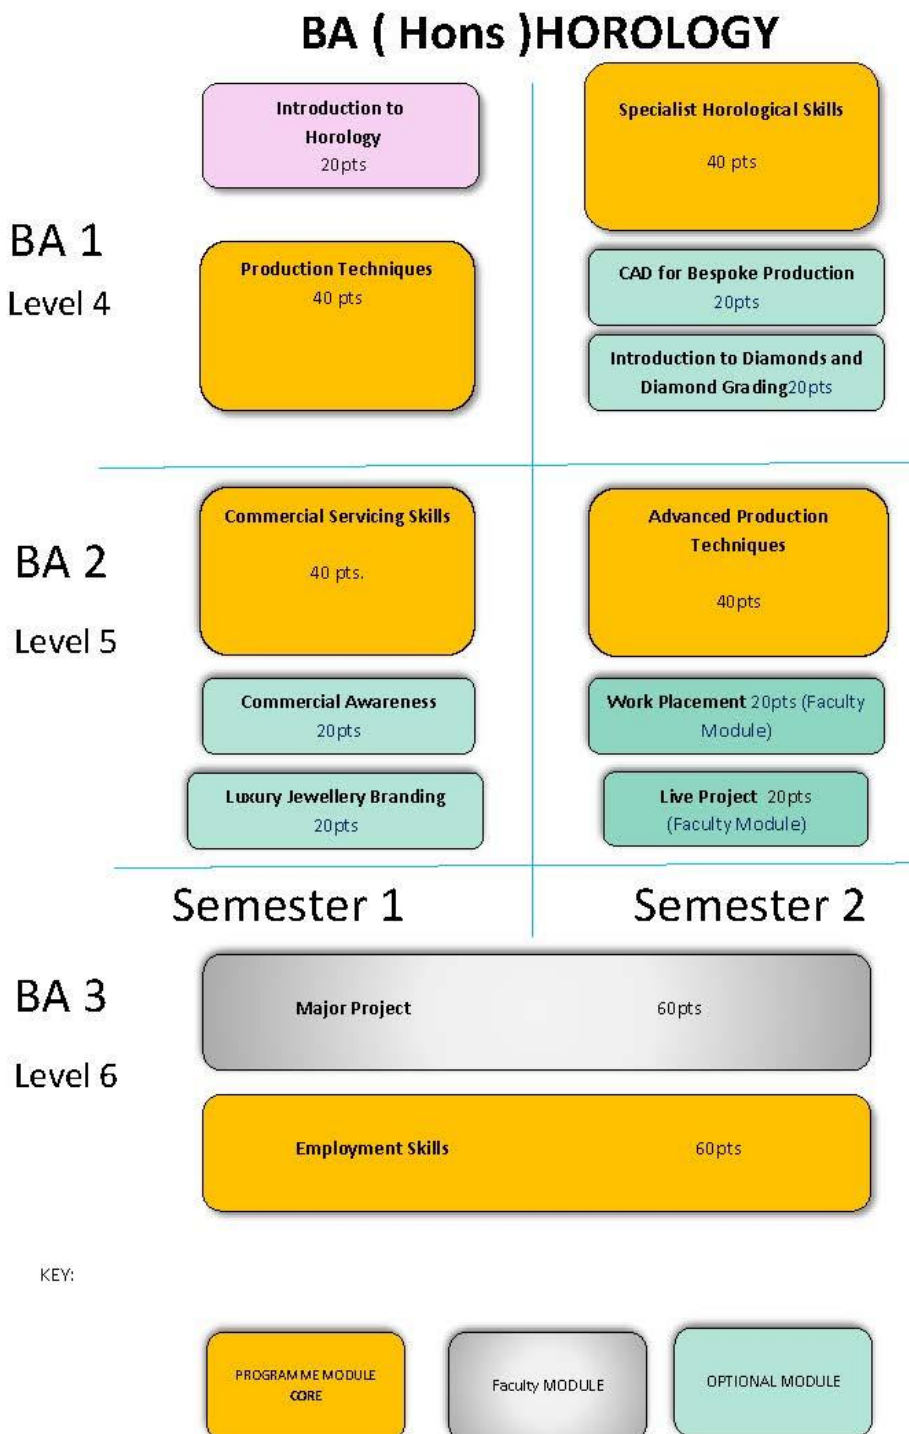 BA ( Hons )HOROLOGY
Introduction to
Horology
20pts
Specialist Horological Skills
40 pts
BA 1
Level 4
Production Techniques
40 pts
CAD for Bespoke Production
20pts
Introduction to Diamonds and
Diamond Grading20pts
BA 2
Level 5
Commercial Servicing Skills
40 pts.
Advanced Production
Techniques
40pts
Commercial Awareness
20pts
Work Placement 20pts (Faculty
Module)
Luxury Jewellery Branding
20pts
Live Project 20pts
(Faculty Module)
Semester 1
Semester 2
BA 3
Level 6
Major Project 60pts
Employment Skills 60pts
KEY:
PROGRAMME MODULE
CORE
Faculty MODULE
OPTIONAL MODULE